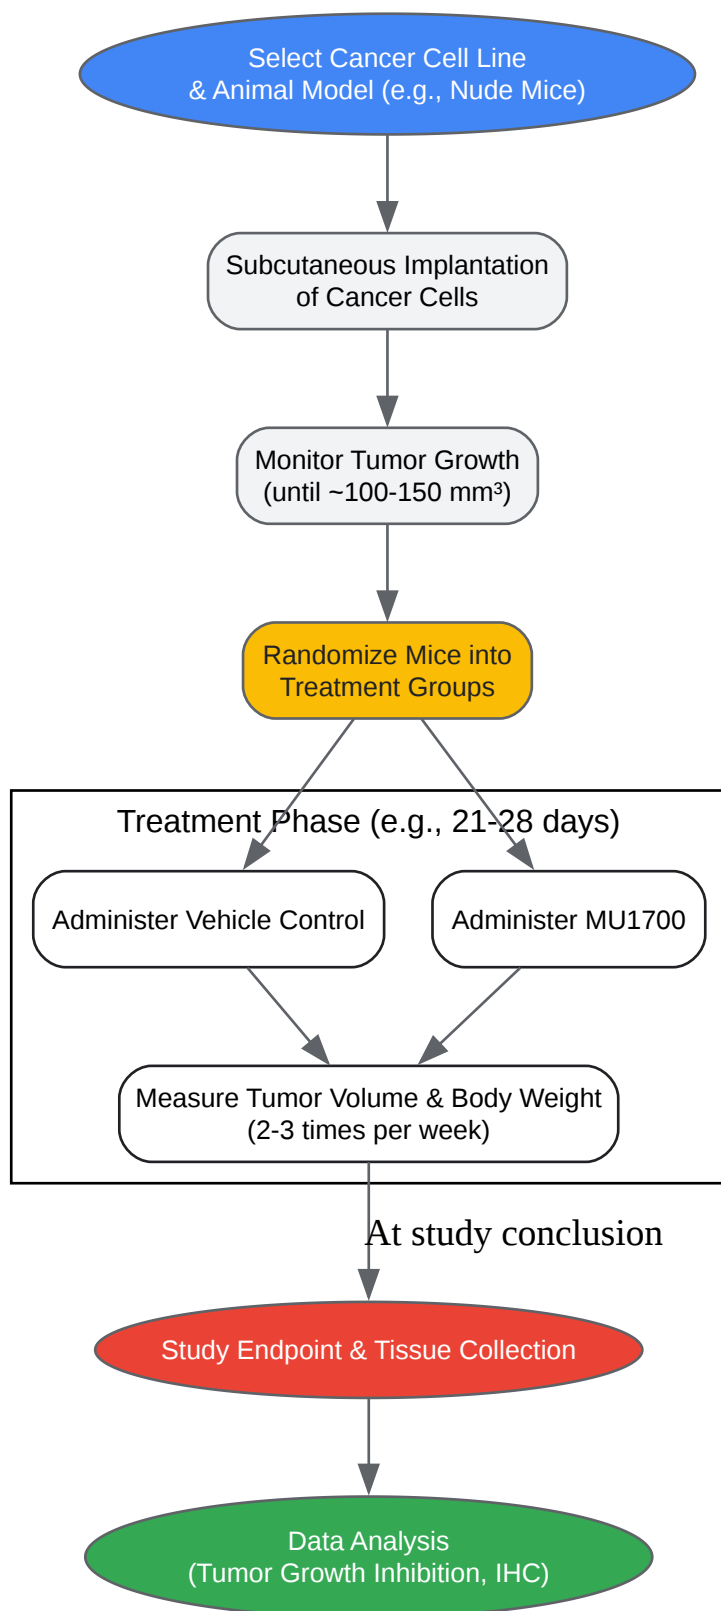 Select Cancer Cell Line
& Animal Model (e.g., Nude Mice)
Subcutaneous Implantation
of Cancer Cells
Monitor Tumor Growth
(until ~100-150 mm³)
Randomize Mice into
Treatment Groups
Treatment Phase (e.g., 21-28 days)
Administer Vehicle Control
Administer MU1700
Measure Tumor Volume & Body Weight
(2-3 times per week)
At study conclusion
Study Endpoint & Tissue Collection
Data Analysis
(Tumor Growth Inhibition, IHC)